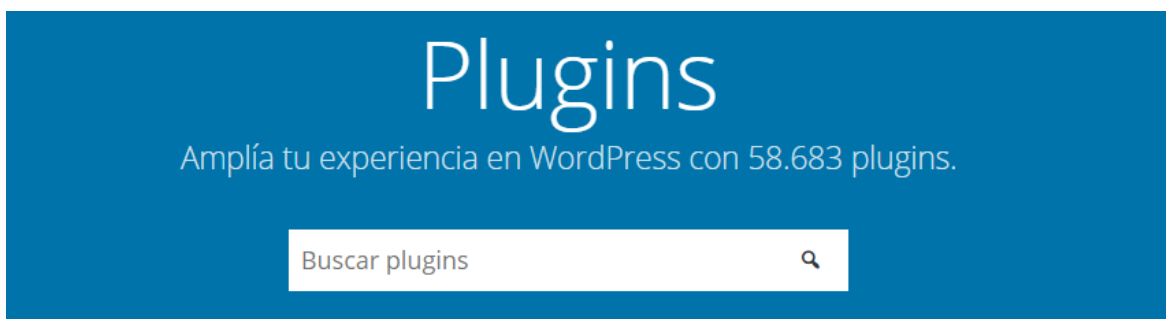 Plugins
Amplía tu experiencia en WordPress con 58.683 plugins.
Buscar plugins